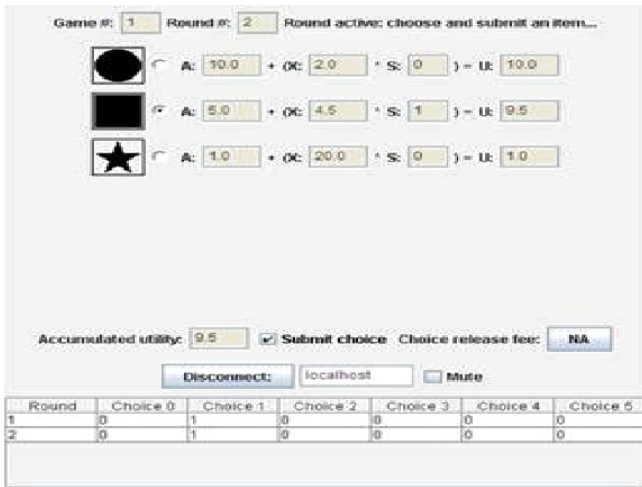 Game #: 1 Round #: 2 Round active: choose and submit an item...
A: 10.0 + (X: 2.0 * S: 0 ) = U: 10.0
A: 5.0 + (X: 4.5 * S: 1 ) = U: 9.5
A: 1.0 + (X: 20.0 * S: 0 ) = U: 1.0
Accumulated utility: 9.5 Submit choice Choice release fee: NA
Disconnect: localhost Mute
Round Choice 0 Choice 1 Choice 2 Choice 3 Choice 4 Choice 5
1 0 1 0 0 0 0
2 0 1 0 0 0 0